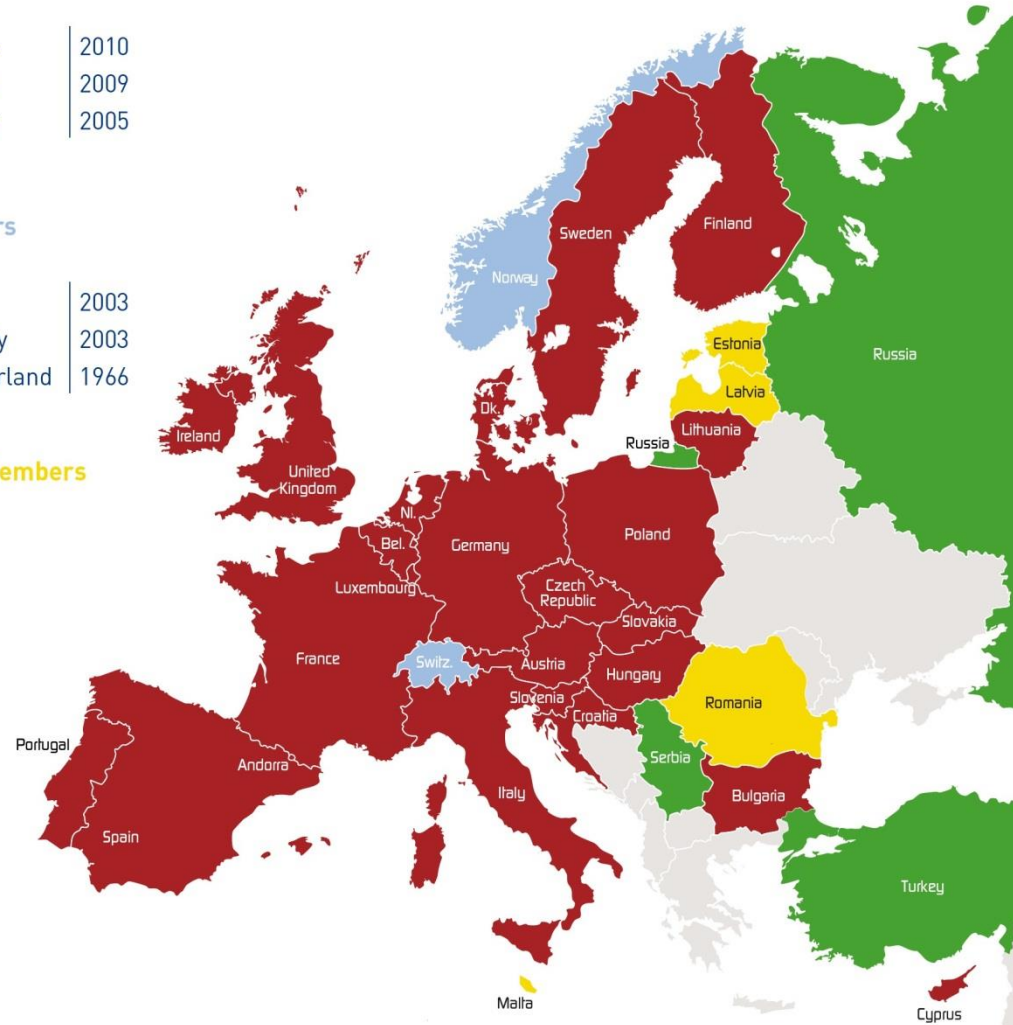 2010
2009
2005
rs
2003
y 2003
rland 1966
embers
Norway
Sweden
Finland
Russia
Estonia
Latvia
Lithuania
Russia
Dk.
Ireland
United
Kingdom
Nl.
Bel.
Luxembourg
Germany
Poland
Czech
Republic
Slovakia
France
Switz.
Austria
Hungary
Slovenia
Croatia
Romania
Serbia
Bulgaria
Portugal
Spain
Andorra
Italy
Turkey
Malta
Cyprus